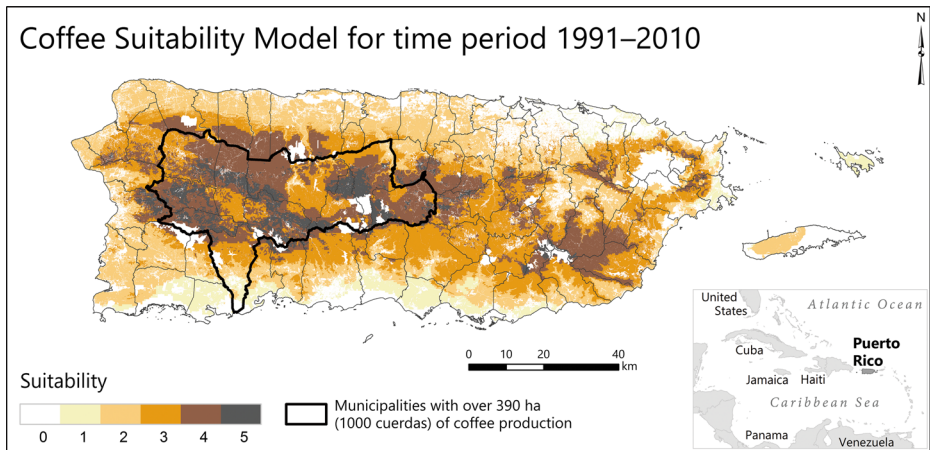 Coffee Suitability Model for time period 1991–2010
N
0 10 20 40
km
Suitability
0 1 2 3 4 5
Municipalities with over 390 ha
(1000 cuerdas) of coffee production
United
States
Atlantic Ocean
Cuba
Puerto
Rico
Jamaica Haiti
Caribbean Sea
Panama
Venezuela